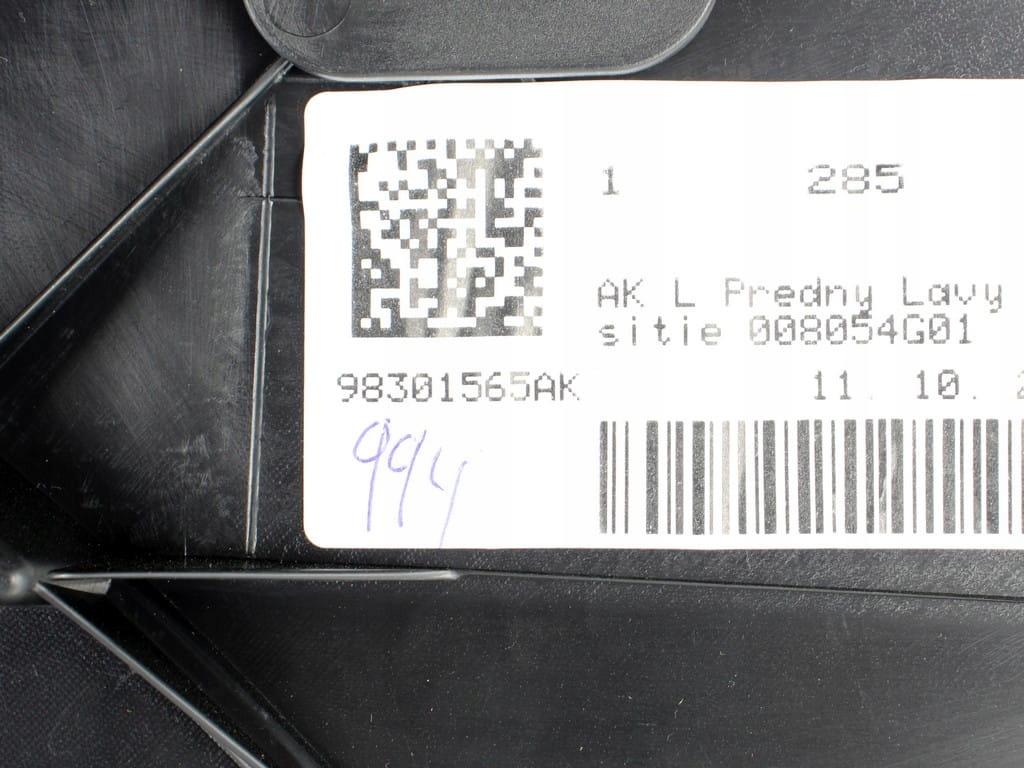 1 285
AK L Predny Lavy
sitie 008054G01
98301565AK 11. 10.
994